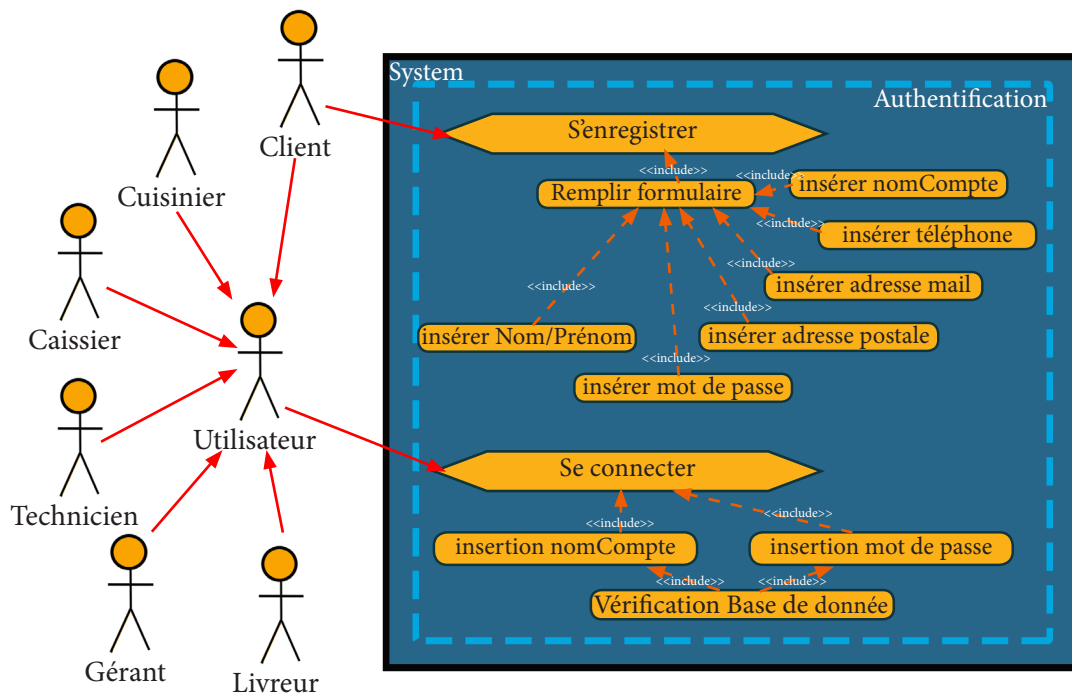 System
Authentification
Client
Cuisinier
Caissier
Technicien
Gérant
Livreur
Utilisateur
S'enregistrer
<<include>>
Remplir formulaire
<<include>>
insérer nomCompte
<<include>>
insérer téléphone
<<include>>
insérer adresse mail
<<include>>
insérer adresse postale
<<include>>
insérer Nom/Prénom
<<include>>
insérer mot de passe
Se connecter
<<include>>
<<include>>
insertion nomCompte
insertion mot de passe
<<include>>
<<include>>
Vérification Base de donnée